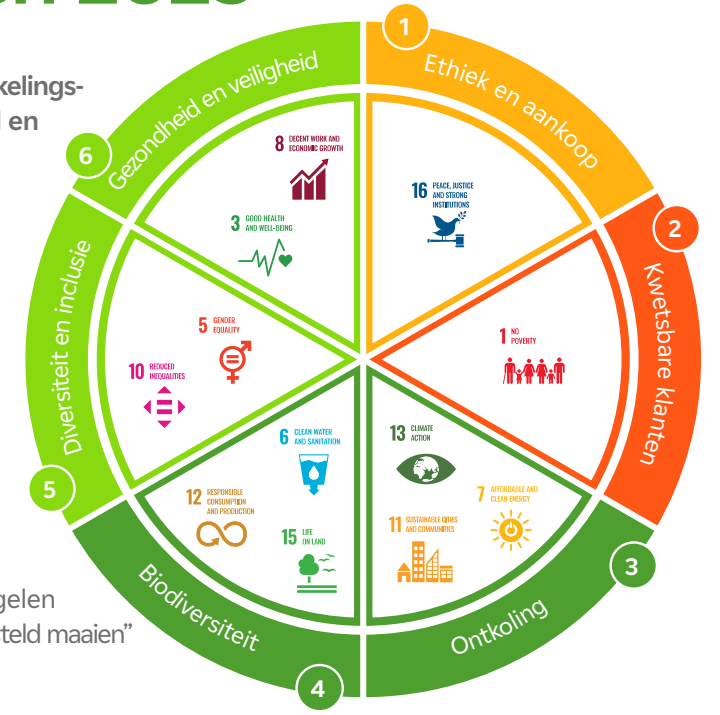 2025
kelings-
en
1
Ethiek en aankoop
16 PEACE, JUSTICE
AND STRONG
INSTITUTIONS
2
Kwetsbare klanten
1 NO
POVERTY
3
Ontkoling
13 CLIMATE
ACTION
7 AFFORDABLE AND
CLEAN ENERGY
11 SUSTAINABLE CITIES
AND COMMUNITIES
4
Biodiversiteit
6 CLEAN WATER
AND SANITATION
12 RESPONSIBLE
CONSUMPTION
AND PRODUCTION
15 LIFE
ON LAND
5
Diversiteit en inclusie
5 GENDER
EQUALITY
10 REDUCED
INEQUALITIES
6
Gezondheid en veiligheid
8 DECENT WORK AND
ECONOMIC GROWTH
3 GOOD HEALTH
AND WELL-BEING
gelen
teld maaien”